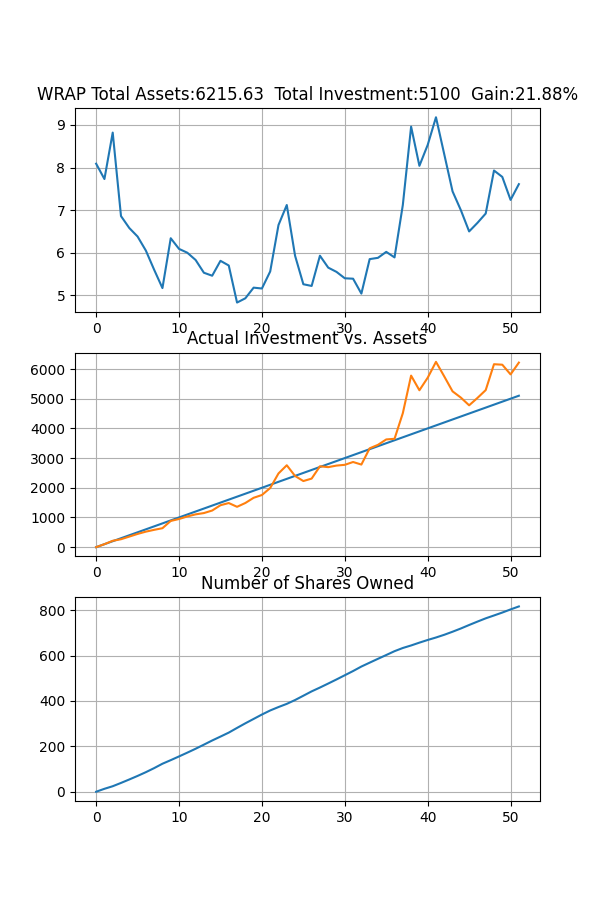 WRAP Total Assets:6215.63  Total Investment:5100  Gain:21.88%
9
8
7
6
5
0 10 20 30 40 50
Actual Investment vs. Assets
6000
5000
4000
3000
2000
1000
0
0 10 20 30 40 50
Number of Shares Owned
800
600
400
200
0
0 10 20 30 40 50